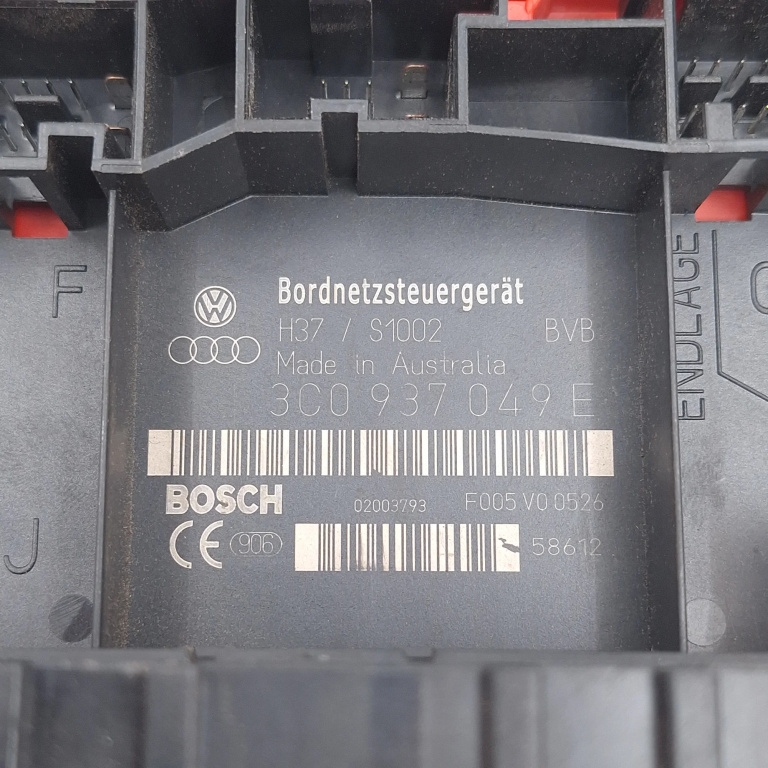 Bordnetzsteuergerät
H37 / S1002 BVB
Made in Australia
3C0 937 049 E
BOSCH 02003793 F005 V0 0526
CE 906 58612
F
J
ENDLAGE